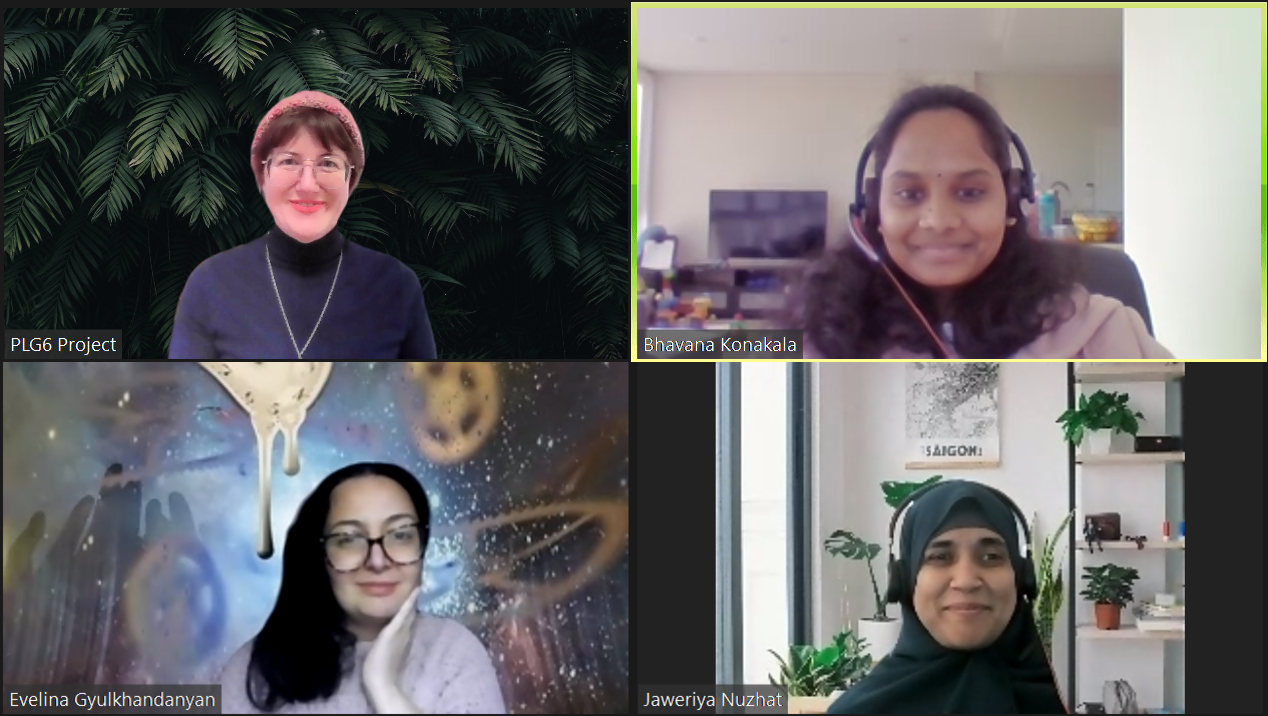 PLG6 Project
Bhavana Konakala
SAIGON
Evelina Gyulkhandanyan
Jaweriya Nuzhat